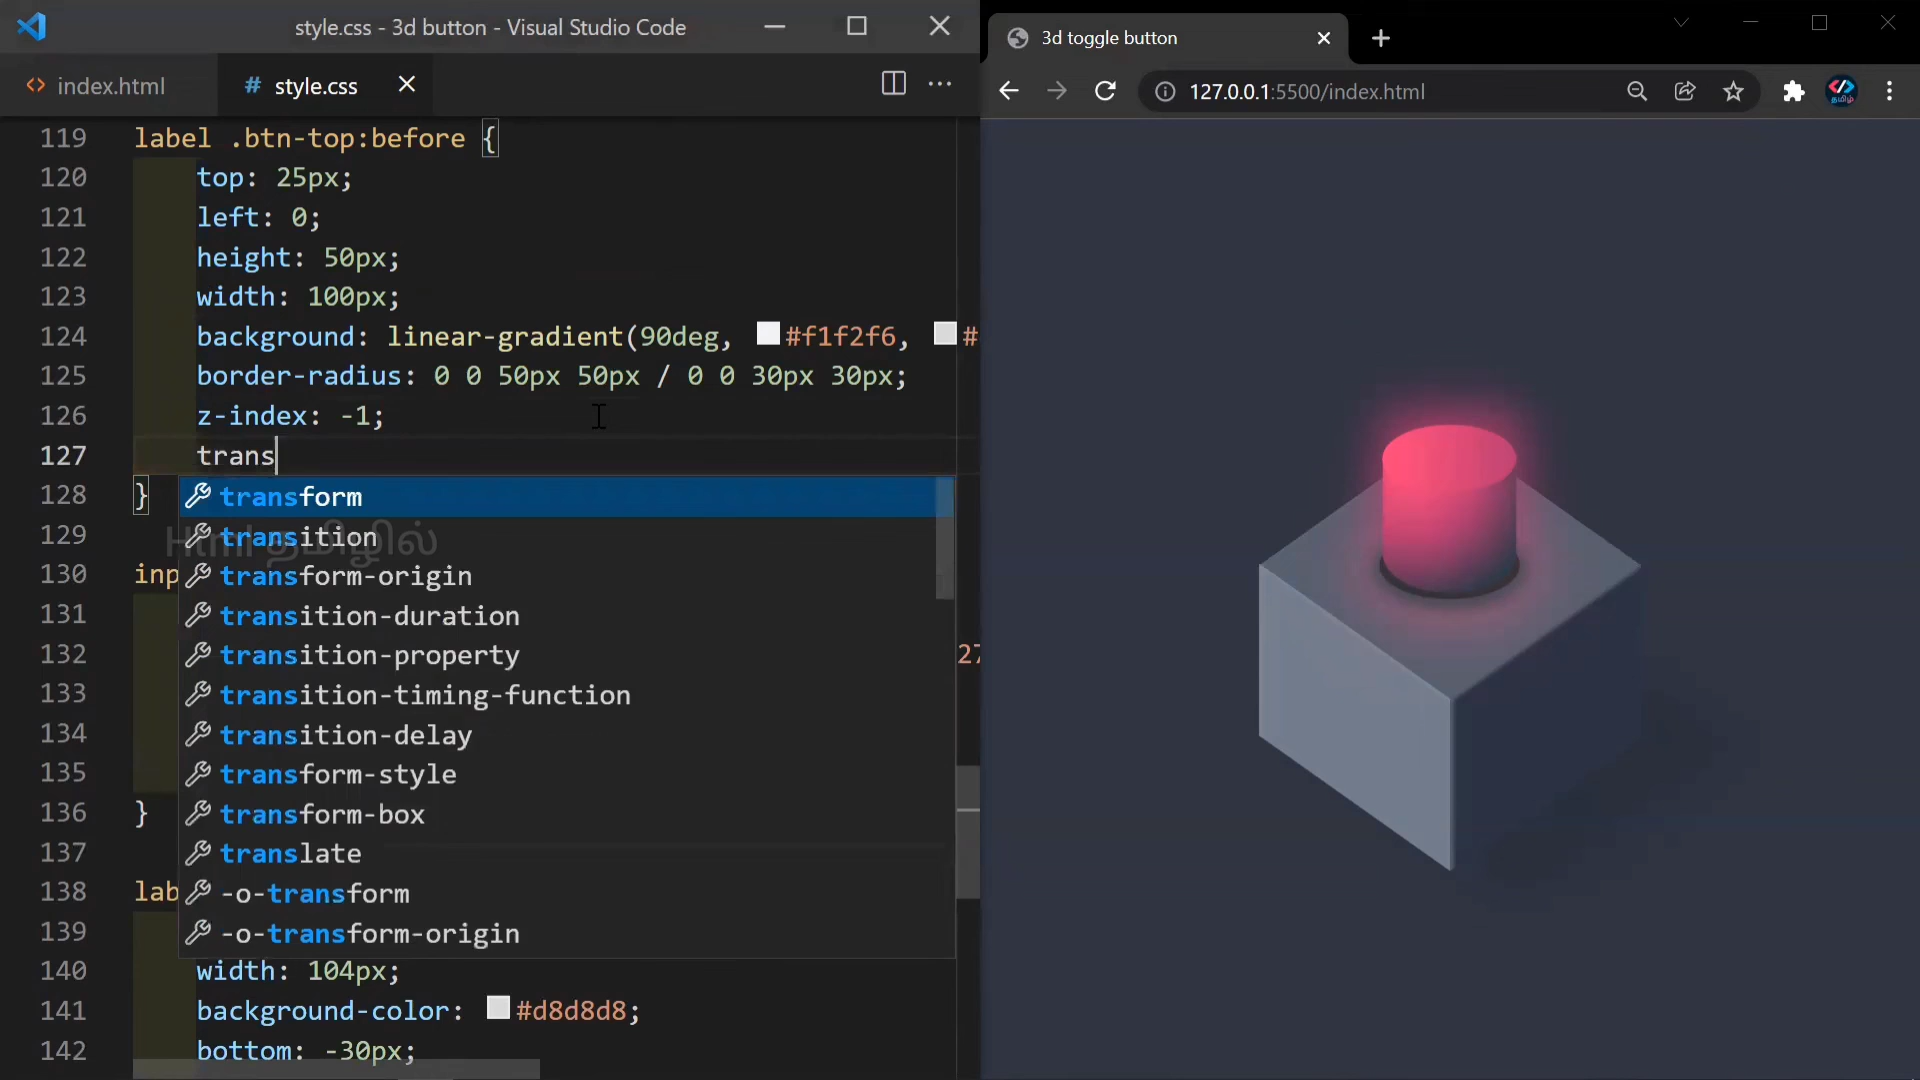 style.css - 3d button - Visual Studio Code
index.html
# style.css
119 label .btn-top:before {
120 top: 25px;
121 left: 0;
122 height: 50px;
123 width: 100px;
124 background: linear-gradient(90deg, #f1f2f6, #
125 border-radius: 0 0 50px 50px / 0 0 30px 30px;
126 z-index: -1;
127 trans
128 }
129
130 inp
131
132 27
133
134
135
136 }
137
138 lab
139
140 width: 104px;
141 background-color: #d8d8d8;
142 bottom: -30px;
transform
transition
transform-origin
transition-duration
transition-property
transition-timing-function
transition-delay
transform-style
transform-box
translate
-o-transform
-o-transform-origin
Html தமிழில்
3d toggle button
127.0.0.1:5500/index.html
தமிழ்